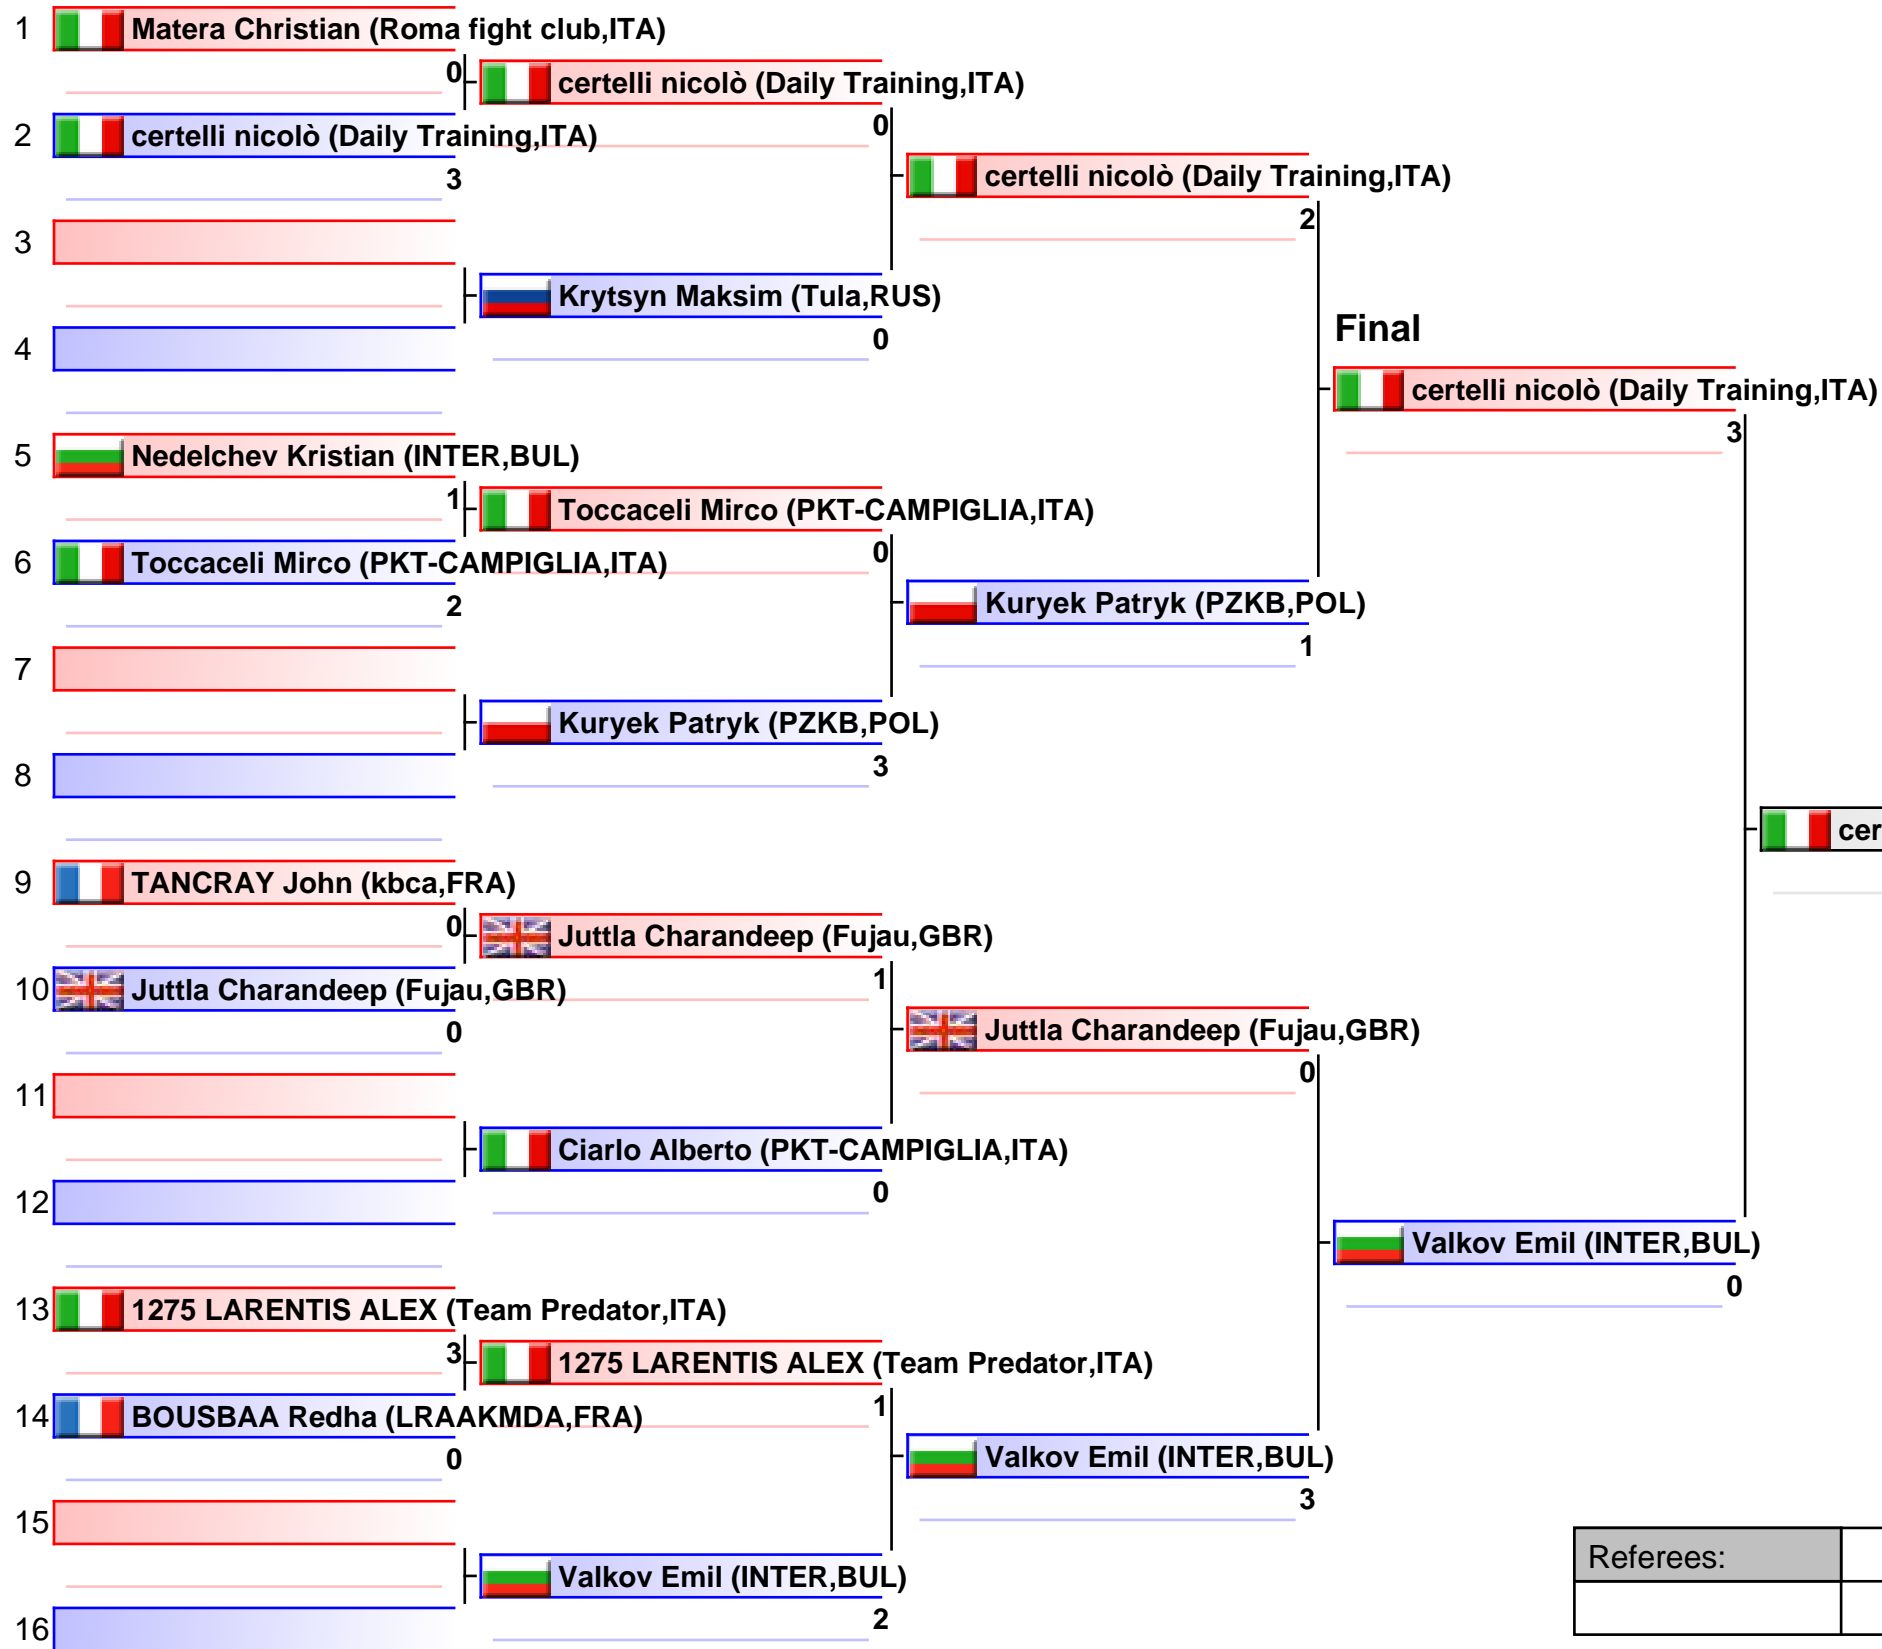 1 Matera Christian (Roma fight club,ITA)
0 certelli nicolò (Daily Training,ITA)
0
2 certelli nicolò (Daily Training,ITA)
3
certelli nicolò (Daily Training,ITA)
2
3
Krytsyn Maksim (Tula,RUS)
0
4
Final
certelli nicolò (Daily Training,ITA)
3
5 Nedelchev Kristian (INTER,BUL)
1 Toccaceli Mirco (PKT-CAMPIGLIA,ITA)
0
6 Toccaceli Mirco (PKT-CAMPIGLIA,ITA)
2
Kuryek Patryk (PZKB,POL)
1
7
Kuryek Patryk (PZKB,POL)
3
8
cer
9 TANCRAY John (kbca,FRA)
0 Juttla Charandeep (Fujau,GBR)
1
10 Juttla Charandeep (Fujau,GBR)
0
Juttla Charandeep (Fujau,GBR)
0
11
Ciarlo Alberto (PKT-CAMPIGLIA,ITA)
0
12
Valkov Emil (INTER,BUL)
0
13 1275 LARENTIS ALEX (Team Predator,ITA)
3 1275 LARENTIS ALEX (Team Predator,ITA)
1
14 BOUSBAA Redha (LRAAKMDA,FRA)
0
Valkov Emil (INTER,BUL)
3
15
Valkov Emil (INTER,BUL)
2
16
Referees: